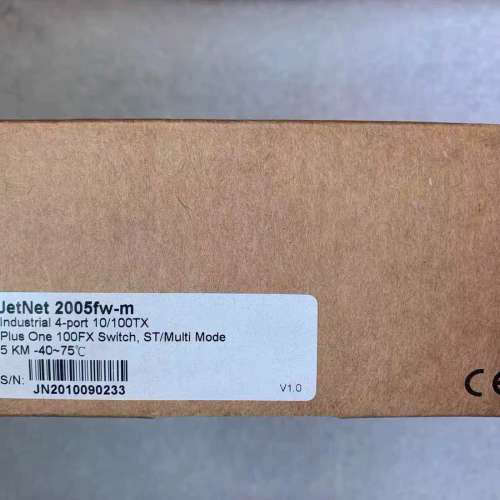 JetNet 2005fw-m
Industrial 4-port 10/100TX
Plus One 100FX Switch, ST/Multi Mode
5 KM -40~75℃
S/N:
JN2010090233
V1.0
CE